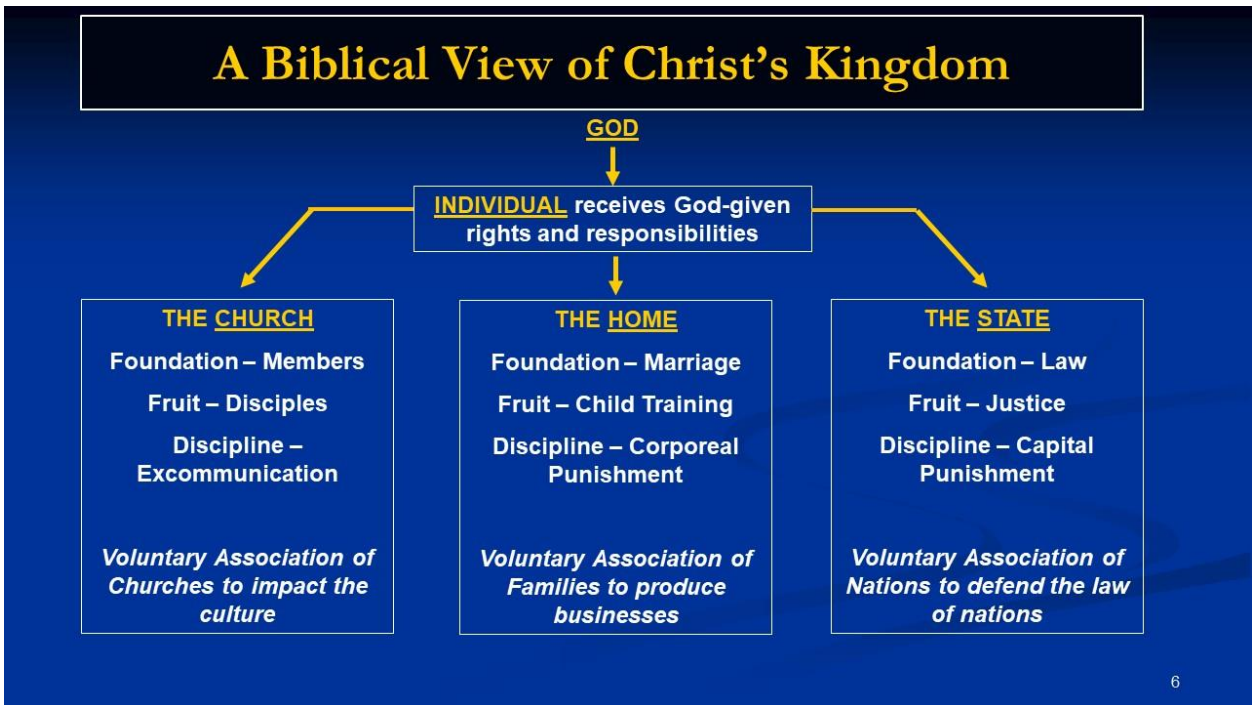 A Biblical View of Christ's Kingdom
GOD
INDIVIDUAL receives God-given
rights and responsibilities
THE CHURCH
Foundation – Members
Fruit – Disciples
Discipline –
Excommunication
Voluntary Association of
Churches to impact the
culture
THE HOME
Foundation – Marriage
Fruit – Child Training
Discipline – Corporeal
Punishment
Voluntary Association of
Families to produce
businesses
THE STATE
Foundation – Law
Fruit – Justice
Discipline – Capital
Punishment
Voluntary Association of
Nations to defend the law
of nations
6